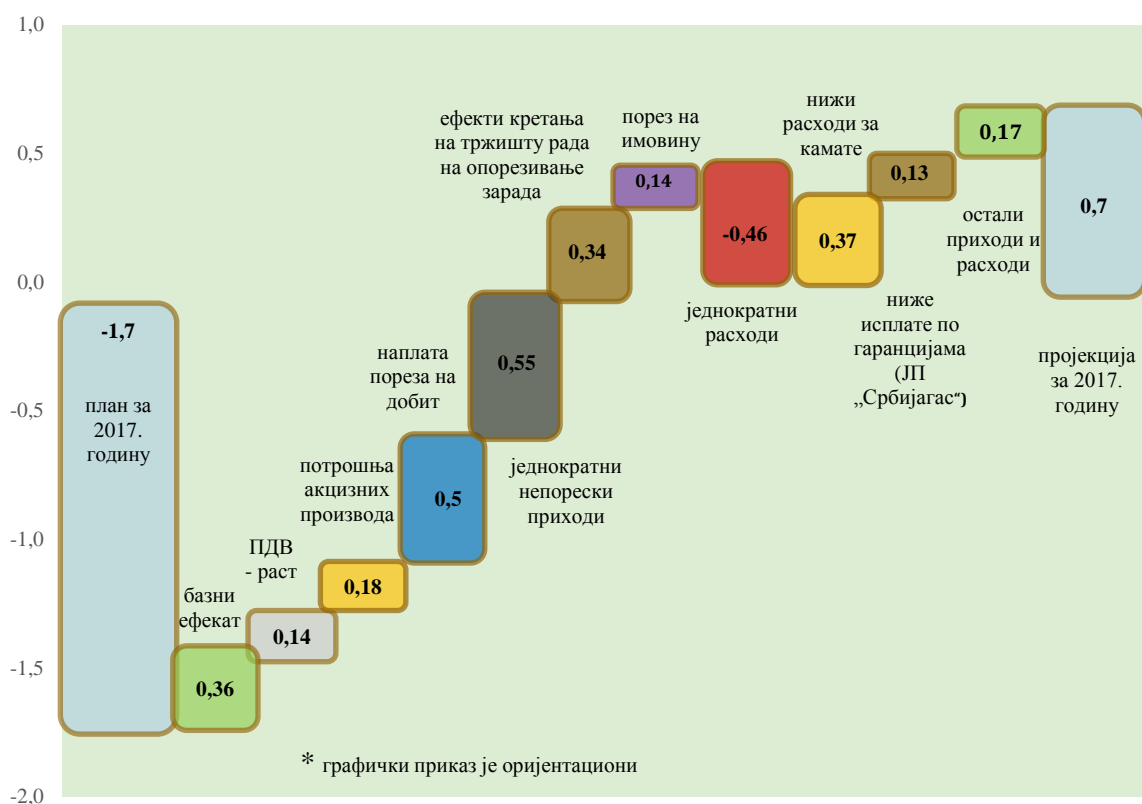 1,0
0,5
0,0
-0,5
-1,0
-1,5
-2,0
-1,7
план за
2017.
годину
базни
ефекат
0,36
ПДВ
- раст
0,14
потрошња
акцизних
производа
0,18
наплата
пореза на
добит
0,5
0,55
једнократни
непорески
приходи
ефекти кретања
на тржишту рада
на опорезивање
зарада
0,34
порез на
имовину
0,14
-0,46
једнократни
расходи
нижи
расходи за
камате
0,37
0,13
ниже
исплате по
гаранцијама
(ЈП
„Србијагас“)
0,17
остали
приходи и
расходи
0,7
пројекција
за 2017.
годину
* графички приказ је оријентациони